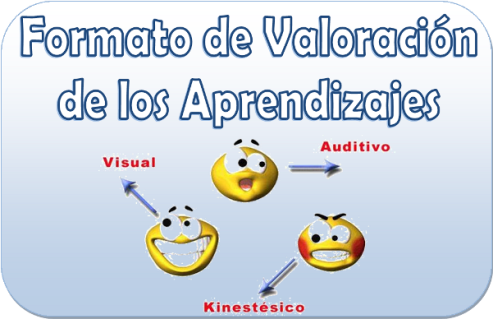 Formato de Valoración
de los Aprendizajes
Auditivo
Visual
Kinestésico